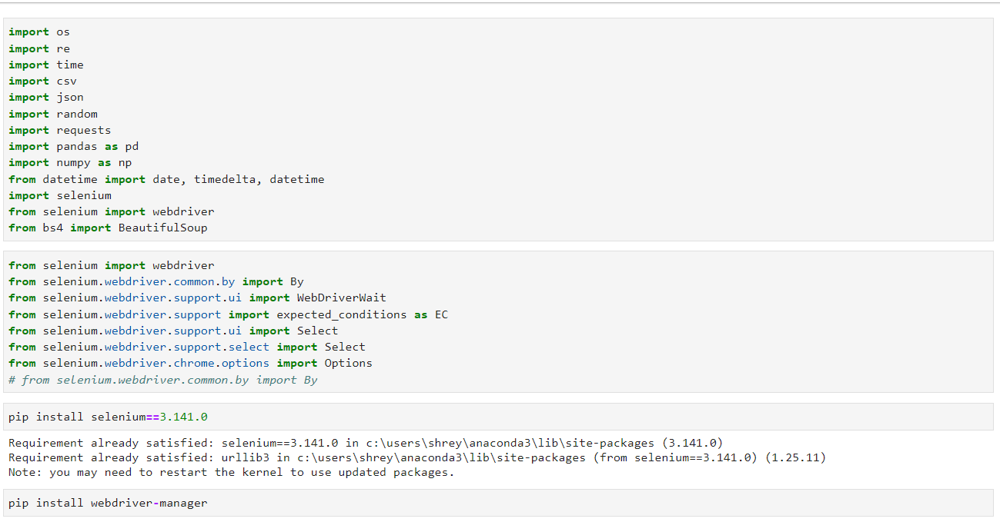 import os
import re
import time
import csv
import json
import random
import requests
import pandas as pd
import numpy as np
from datetime import date, timedelta, datetime
import selenium
from selenium import webdriver
from bs4 import BeautifulSoup
from selenium import webdriver
from selenium.webdriver.common.by import By
from selenium.webdriver.support.ui import WebDriverWait
from selenium.webdriver.support import expected_conditions as EC
from selenium.webdriver.support.ui import Select
from selenium.webdriver.support.select import Select
from selenium.webdriver.chrome.options import Options
# from selenium.webdriver.common.by import By
pip install selenium==3.141.0
Requirement already satisfied: selenium==3.141.0 in c:\users\shrey\anaconda3\lib\site-packages (3.141.0)
Requirement already satisfied: urllib3 in c:\users\shrey\anaconda3\lib\site-packages (from selenium==3.141.0) (1.25.11)
Note: you may need to restart the kernel to use updated packages.
pip install webdriver-manager